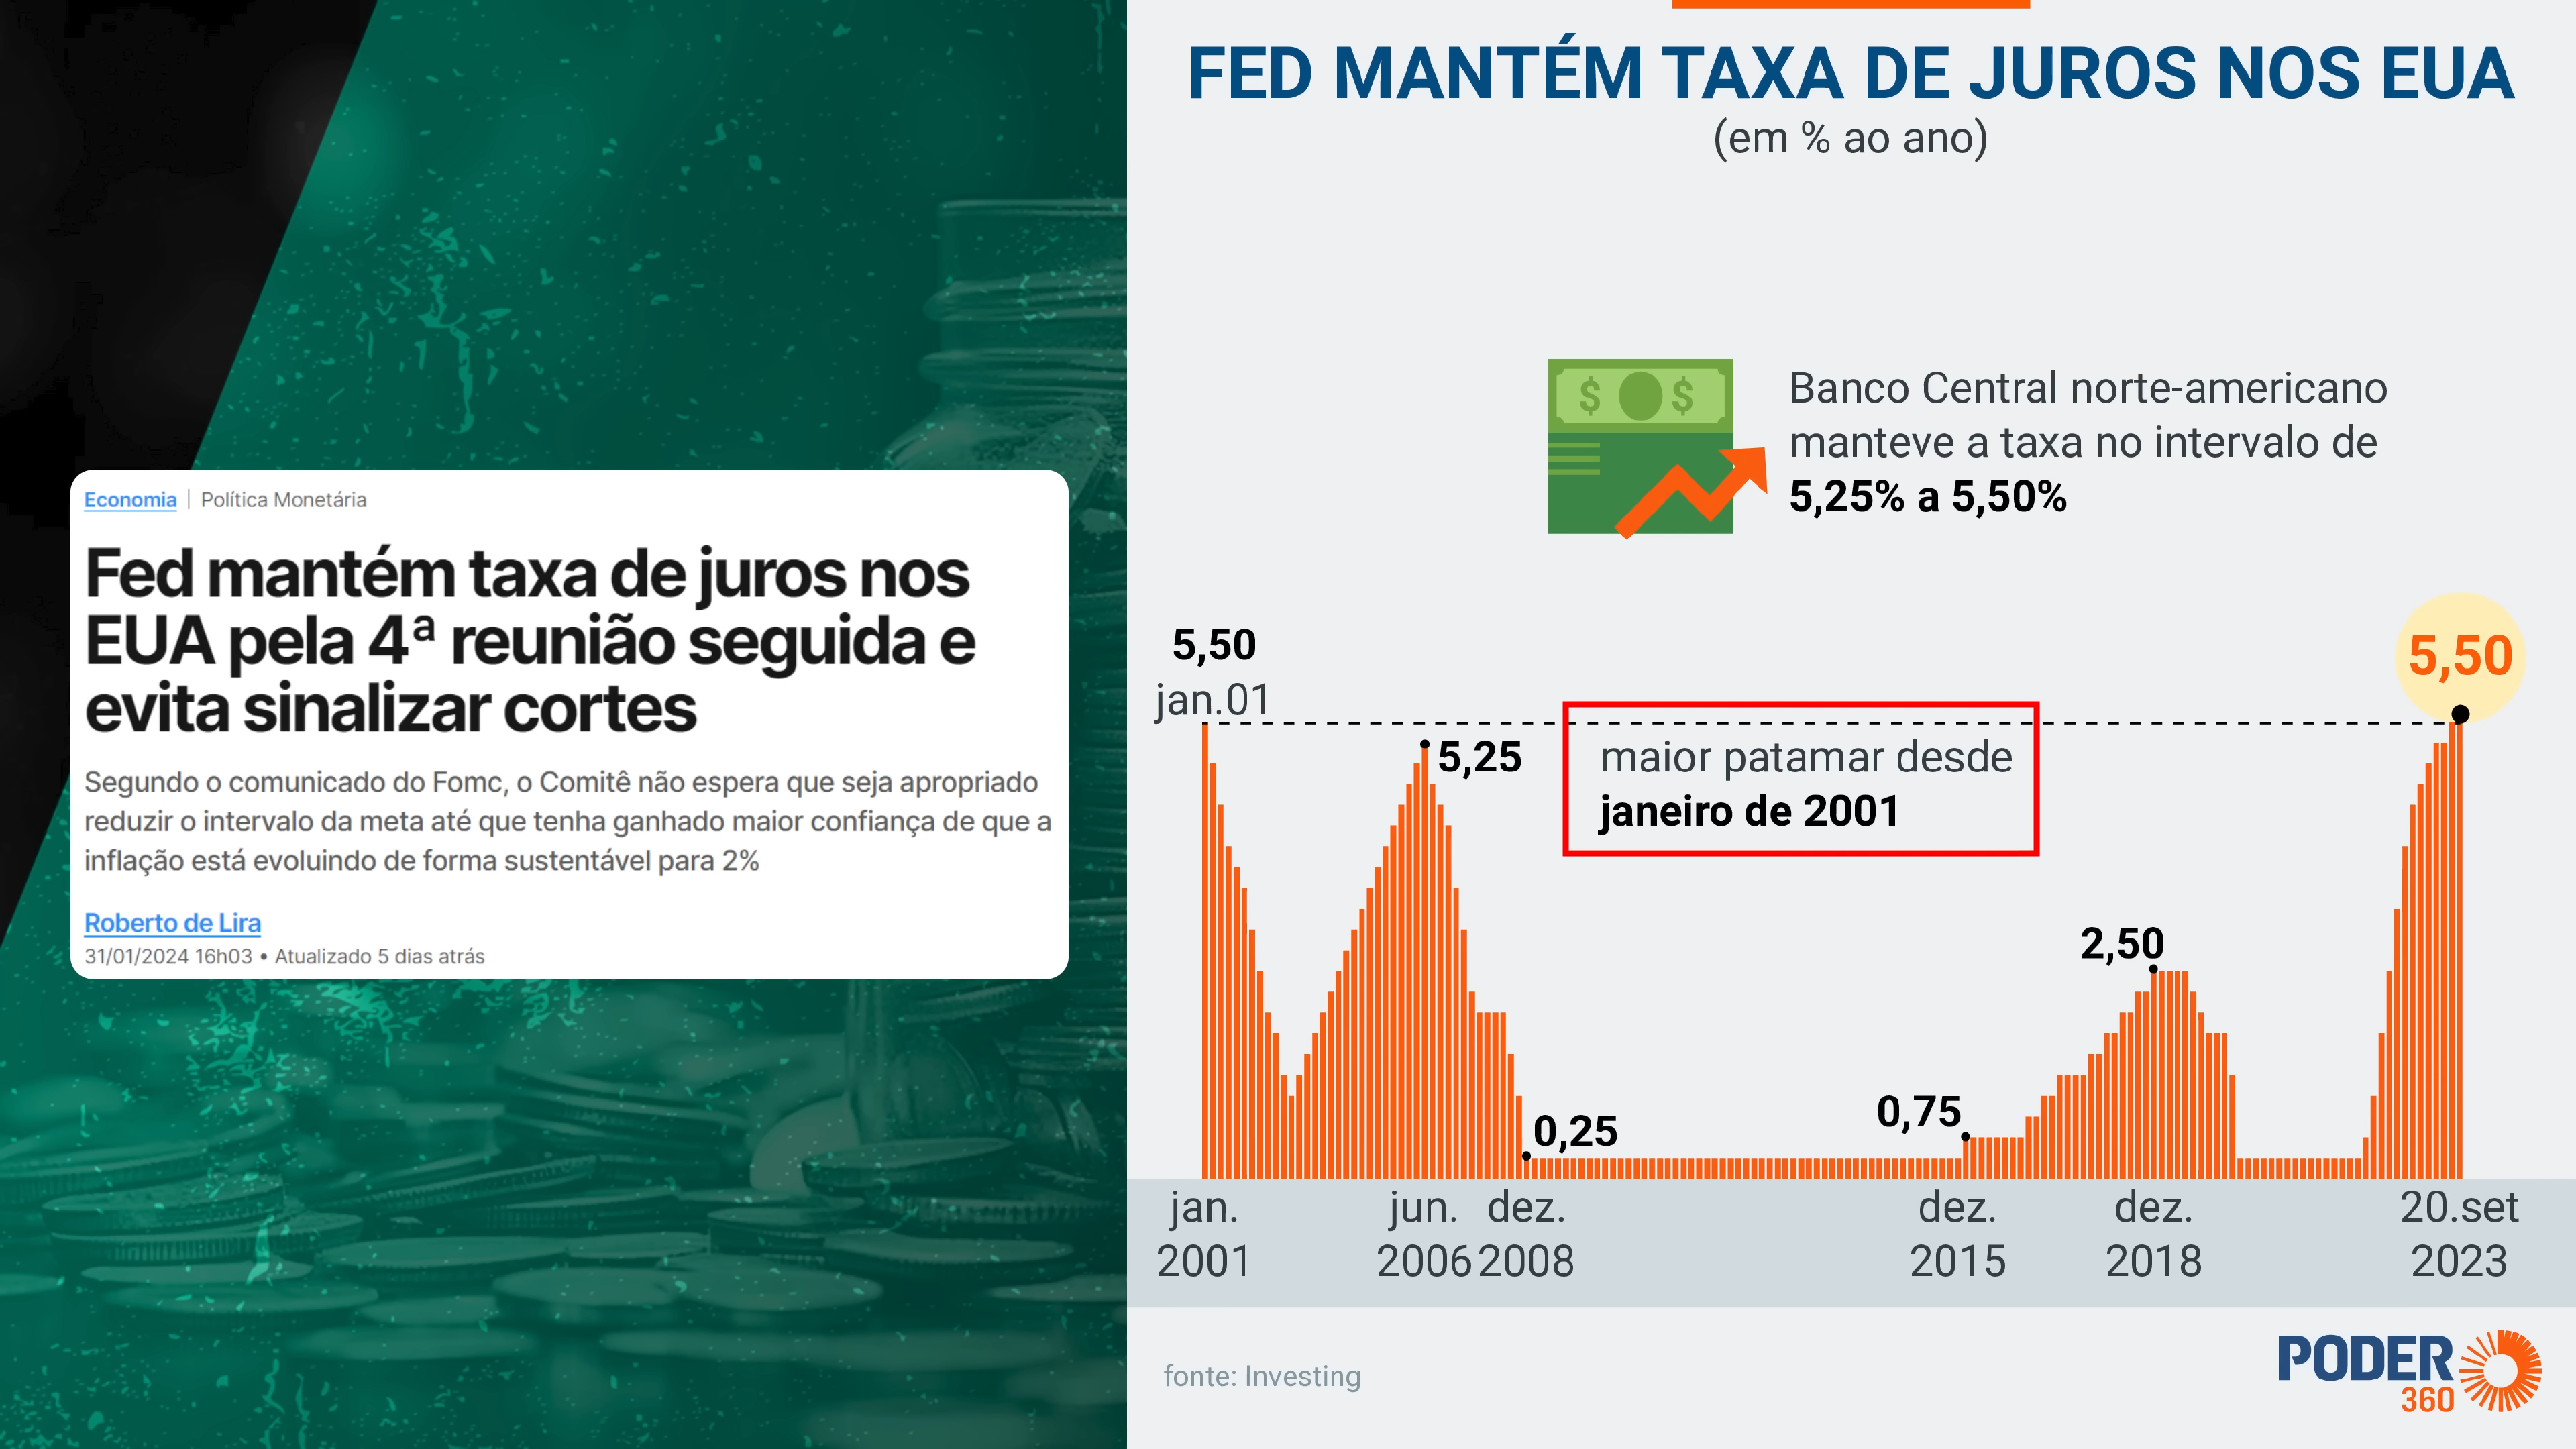 Economia | Política Monetária
Fed mantém taxa de juros nos
EUA pela 4ª reunião seguida e
evita sinalizar cortes
Segundo o comunicado do Fomc, o Comitê não espera que seja apropriado
reduzir o intervalo da meta até que tenha ganhado maior confiança de que a
inflação está evoluindo de forma sustentável para 2%
Roberto de Lira
31/01/2024 16h03 • Atualizado 5 dias atrás
FED MANTÉM TAXA DE JUROS NOS EUA
(em % ao ano)
$ $
Banco Central norte-americano
manteve a taxa no intervalo de
5,25% a 5,50%
5,50
jan.01
5,25
maior patamar desde
janeiro de 2001
5,50
2,50
0,75
0,25
jan.
2001
jun.
2006
dez.
2008
dez.
2015
dez.
2018
20.set
2023
fonte: Investing
PODER
360